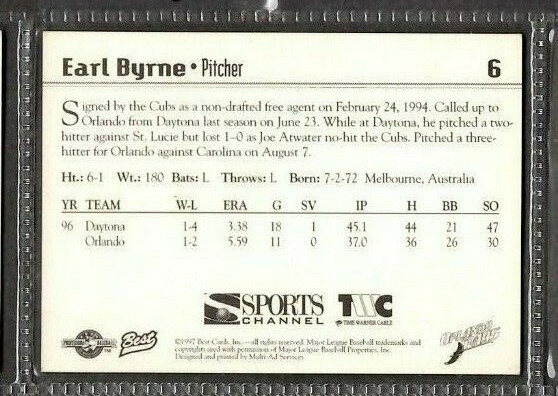 Earl Byrne • Pitcher 6
Signed by the Cubs as a non-drafted free agent on February 24, 1994. Called up to
Orlando from Daytona last season on June 23. While at Daytona, he pitched a two-
hitter against St. Lucie but lost 1–0 as Joe Atwater no-hit the Cubs. Pitched a three-
hitter for Orlando against Carolina on August 7.
Ht.: 6-1 Wt.: 180 Bats: L Throws: L Born: 7-2-72 Melbourne, Australia
YR TEAM W-L ERA G SV IP H BB SO
96 Daytona 1-4 3.38 18 1 45.1 44 21 47
Orlando 1-2 5.59 11 0 37.0 36 26 30
SPORTS
CHANNEL
TWC
TIME WARNER CABLE
PROFESSIONAL BASEBALL
Best
©1997 Best Cards, Inc.—all rights reserved. Major League Baseball trademarks and
copyrights used with permission of Major League Baseball Properties, Inc.
Designed and printed by Multi-Ad Services
ORLANDO